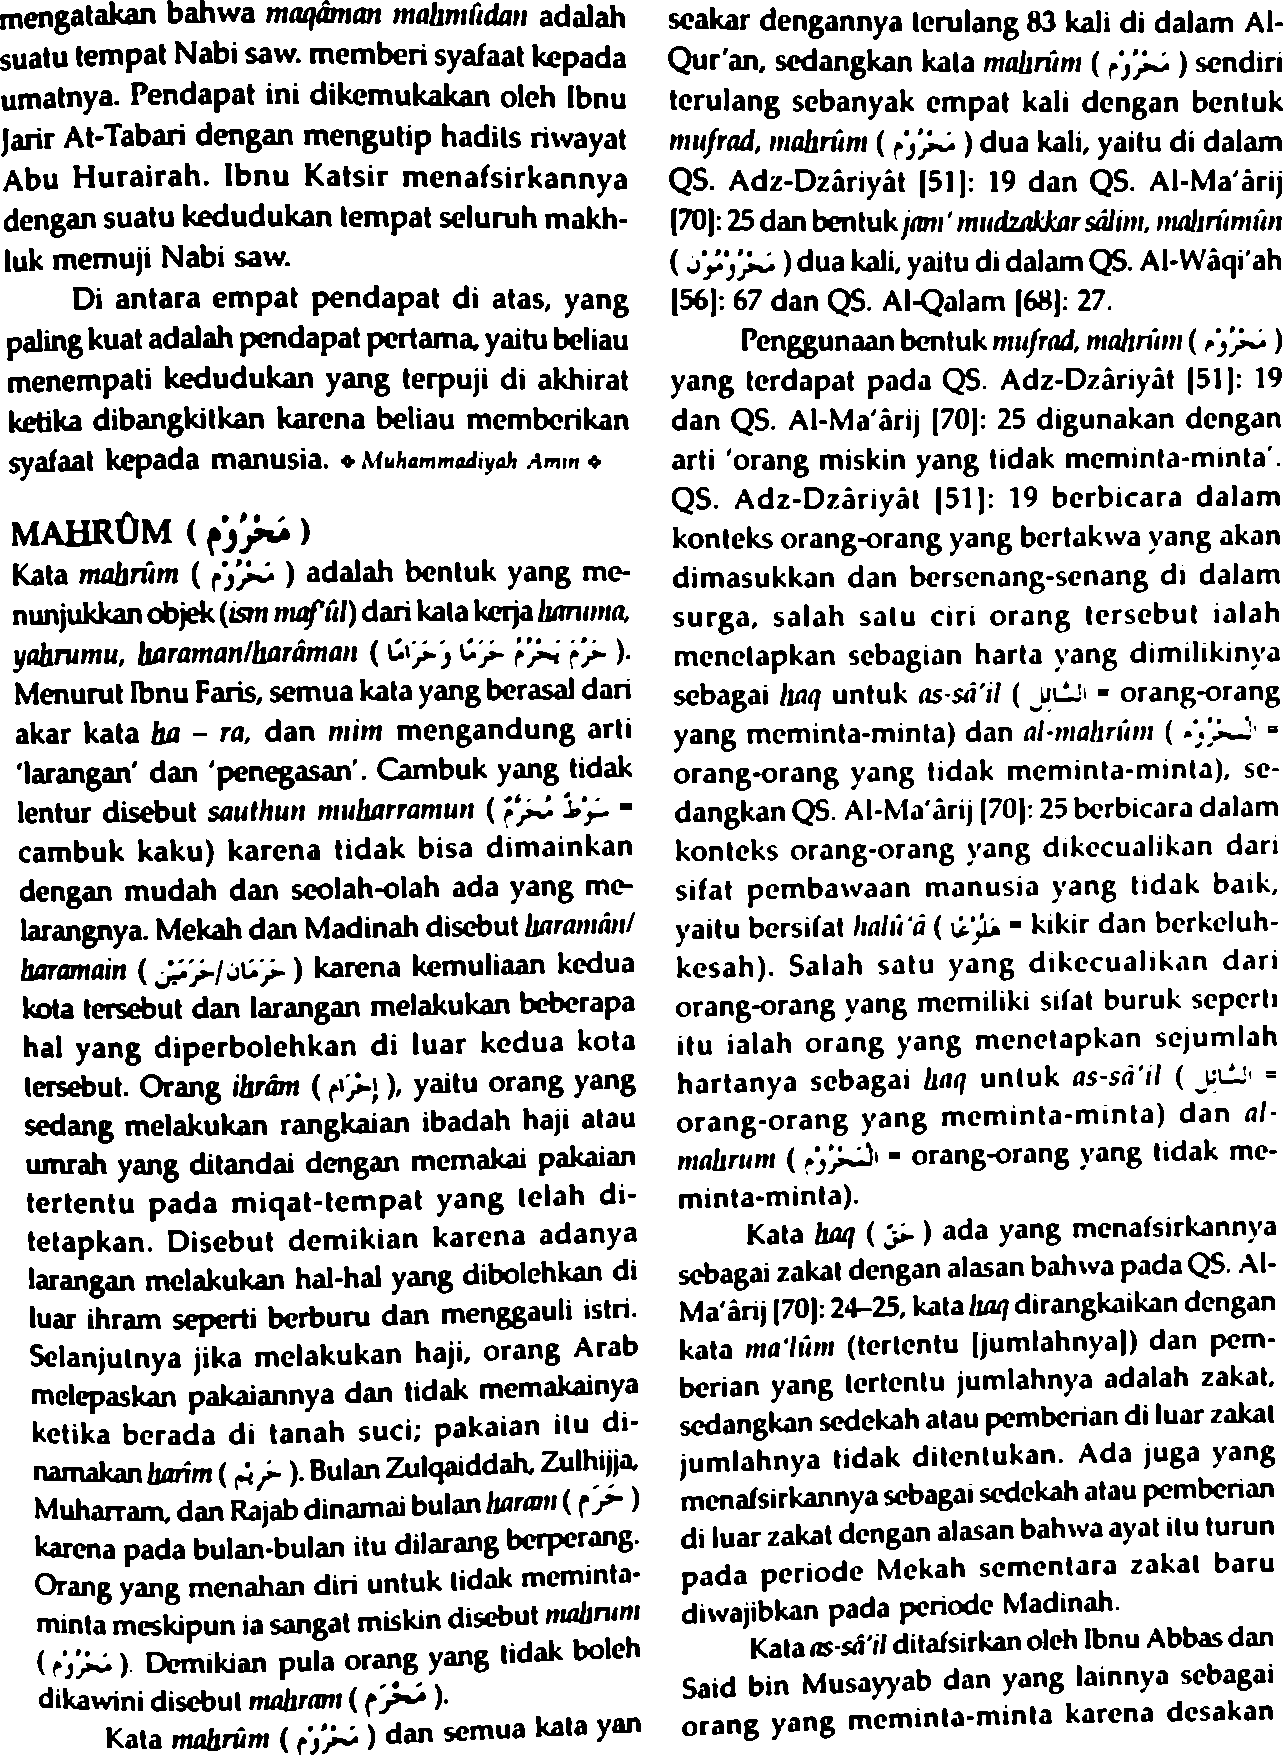 mengatakan bahwa maqâman mahmûdan adalah
suatu tempat Nabi saw. memberi syafaat kepada
umatnya. Pendapat ini dikemukakan oleh Ibnu
Jarir At-Tabari dengan mengutip hadits riwayat
Abu Hurairah. Ibnu Katsir menafsirkannya
dengan suatu kedudukan tempat seluruh makh-
luk memuji Nabi saw.
Di antara empat pendapat di atas, yang
paling kuat adalah pendapat pertama, yaitu beliau
menempati kedudukan yang terpuji di akhirat
ketika dibangkitkan karena beliau memberikan
syafaat kepada manusia. ⬥ Muhammadiyah Amin ⬥
MAHRÛM ( مَحْرُوْم )
Kata mahrûm ( مَحْرُوْم ) adalah bentuk yang me-
nunjukkan objek (ism maf'ûl) dari kata kerja haruma,
yahrumu, haraman/harâman ( حَرُمَ يَحْرُمُ حَرَمًا وَحَرَامًا ).
Menurut Ibnu Faris, semua kata yang berasal dari
akar kata ha – ra, dan mim mengandung arti
'larangan' dan 'penegasan'. Cambuk yang tidak
lentur disebut sauthun muharramun ( سَوْطٌ مُحَرَّمٌ =
cambuk kaku) karena tidak bisa dimainkan
dengan mudah dan seolah-olah ada yang me-
larangnya. Mekah dan Madinah disebut haramân/
haramain ( حَرَمَان/حَرَمَيْن ) karena kemuliaan kedua
kota tersebut dan larangan melakukan beberapa
hal yang diperbolehkan di luar kedua kota
tersebut. Orang ihrâm ( إِحْرَام ), yaitu orang yang
sedang melakukan rangkaian ibadah haji atau
umrah yang ditandai dengan memakai pakaian
tertentu pada miqat-tempat yang telah di-
tetapkan. Disebut demikian karena adanya
larangan melakukan hal-hal yang dibolehkan di
luar ihram seperti berburu dan menggauli istri.
Selanjutnya jika melakukan haji, orang Arab
melepaskan pakaiannya dan tidak memakainya
ketika berada di tanah suci; pakaian itu di-
namakan harîm ( حَرِيْم ). Bulan Zulqaiddah, Zulhijja,
Muharram, dan Rajab dinamai bulan haram ( حَرَم )
karena pada bulan-bulan itu dilarang berperang.
Orang yang menahan diri untuk tidak meminta-
minta meskipun ia sangat miskin disebut mahrum
( مَحْرُوْم ). Demikian pula orang yang tidak boleh
dikawini disebut mahram ( مَحْرَم ).
Kata mahrûm ( مَحْرُوْم ) dan semua kata yan
seakar dengannya terulang 83 kali di dalam Al-
Qur'an, sedangkan kata mahrûm ( مَحْرُوْم ) sendiri
terulang sebanyak empat kali dengan bentuk
mufrad, mahrûm ( مَحْرُوْم ) dua kali, yaitu di dalam
QS. Adz-Dzâriyât [51]: 19 dan QS. Al-Ma'ârij
[70]: 25 dan bentuk jam' mudzakkar sâlim, mahrûmûn
( مَحْرُوْمُوْن ) dua kali, yaitu di dalam QS. Al-Wâqi'ah
[56]: 67 dan QS. Al-Qalam [68]: 27.
Penggunaan bentuk mufrad, mahrûm ( مَحْرُوْم )
yang terdapat pada QS. Adz-Dzâriyât [51]: 19
dan QS. Al-Ma'ârij [70]: 25 digunakan dengan
arti 'orang miskin yang tidak meminta-minta'.
QS. Adz-Dzâriyât [51]: 19 berbicara dalam
konteks orang-orang yang bertakwa yang akan
dimasukkan dan bersenang-senang di dalam
surga, salah satu ciri orang tersebut ialah
menetapkan sebagian harta yang dimilikinya
sebagai haq untuk as-sâ'il ( السَّائِل = orang-orang
yang meminta-minta) dan al-mahrûm ( الْمَحْرُوْم =
orang-orang yang tidak meminta-minta), se-
dangkan QS. Al-Ma'ârij [70]: 25 berbicara dalam
konteks orang-orang yang dikecualikan dari
sifat pembawaan manusia yang tidak baik,
yaitu bersifat halû'â ( هَلُوْعًا = kikir dan berkeluh-
kesah). Salah satu yang dikecualikan dari
orang-orang yang memiliki sifat buruk seperti
itu ialah orang yang menetapkan sejumlah
hartanya sebagai haq untuk as-sâ'il ( السَّائِل =
orang-orang yang meminta-minta) dan al-
mahrum ( الْمَحْرُوْم = orang-orang yang tidak me-
minta-minta).
Kata haq ( حَقّ ) ada yang menafsirkannya
sebagai zakat dengan alasan bahwa pada QS. Al-
Ma'ârij [70]: 24–25, kata haq dirangkaikan dengan
kata ma'lûm (tertentu [jumlahnya]) dan pem-
berian yang tertentu jumlahnya adalah zakat,
sedangkan sedekah atau pemberian di luar zakat
jumlahnya tidak ditentukan. Ada juga yang
menafsirkannya sebagai sedekah atau pemberian
di luar zakat dengan alasan bahwa ayat itu turun
pada periode Mekah sementara zakat baru
diwajibkan pada periode Madinah.
Kata as-sâ'il ditafsirkan oleh Ibnu Abbas dan
Said bin Musayyab dan yang lainnya sebagai
orang yang meminta-minta karena desakan